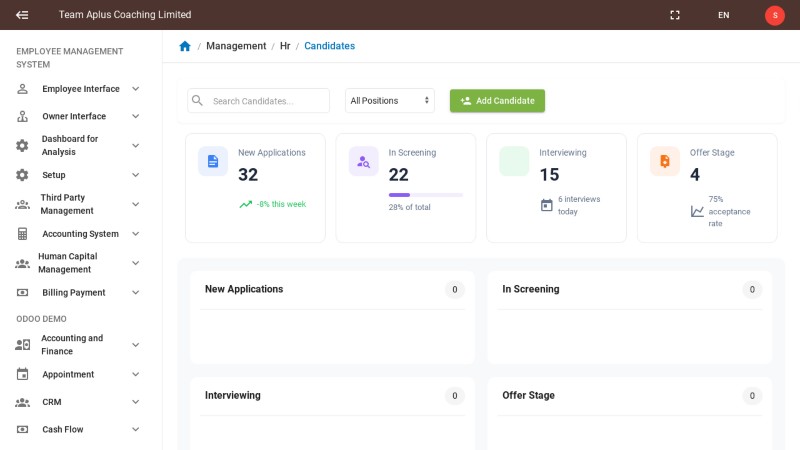 Team Aplus Coaching Limited
EN
S
EMPLOYEE MANAGEMENT
SYSTEM
Employee Interface
Owner Interface
Dashboard for
Analysis
Setup
Third Party
Management
Accounting System
Human Capital
Management
Billing Payment
ODOO DEMO
Accounting and
Finance
Appointment
CRM
Cash Flow
/ Management / Hr / Candidates
Search Candidates...
All Positions
Add Candidate
New Applications
32
-8% this week
In Screening
22
28% of total
Interviewing
15
6 interviews
today
Offer Stage
4
75%
acceptance
rate
New Applications 0
In Screening 0
Interviewing 0
Offer Stage 0